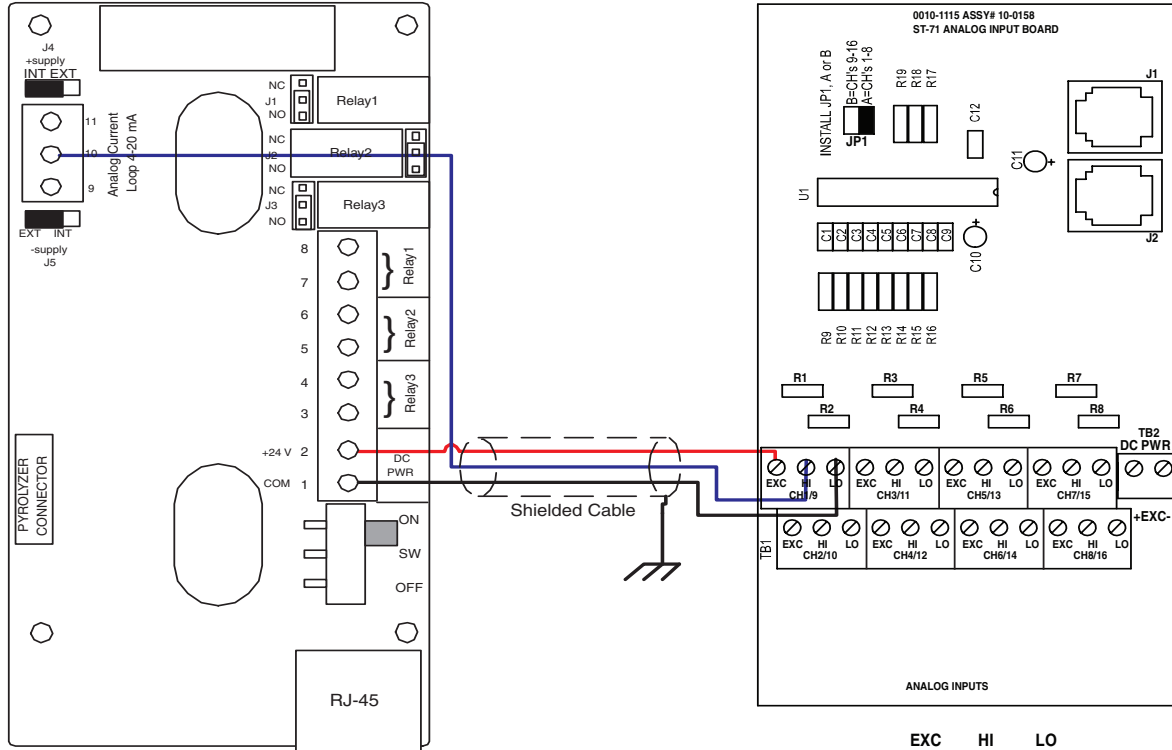 J4
+supply
INT EXT
11
10
9
Analog Current
Loop 4-20 mA
EXT INT
-supply
J5
NC
J1
NO
Relay1
NC
J2
NO
Relay2
NC
J3
NO
Relay3
8
7
Relay1
6
5
Relay2
4
3
Relay3
+24 V 2
COM 1
DC
PWR
PYROLYZER
CONNECTOR
ON
SW
OFF
RJ-45
Shielded Cable
0010-1115 ASSY# 10-0158
ST-71 ANALOG INPUT BOARD
INSTALL JP1, A or B
B=CH's 9-16
A=CH's 1-8
JP1
R19
R18
R17
C12
J1
C11
+
J2
U1
C1
C2
C3
C4
C5
C6
C7
C8
C9
+
C10
R9
R10
R11
R12
R13
R14
R15
R16
R1
R3
R5
R7
R2
R4
R6
R8
TB2
DC PWR
EXC HI LO
CH1/9
EXC HI LO
CH3/11
EXC HI LO
CH5/13
EXC HI LO
CH7/15
+EXC-
TB1
EXC HI LO
CH2/10
EXC HI LO
CH4/12
EXC HI LO
CH6/14
EXC HI LO
CH8/16
ANALOG INPUTS
EXC HI LO